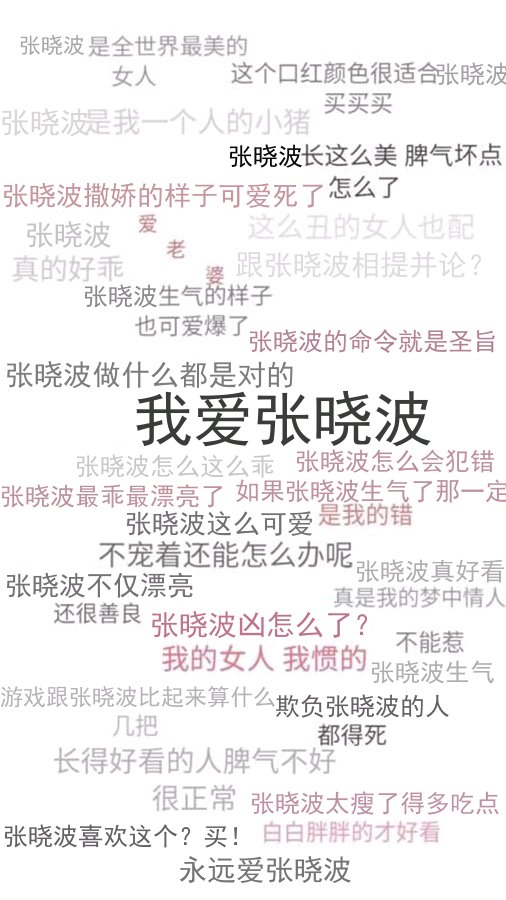 张晓波是全世界最美的
女人
这个口红颜色很适合张晓波
买买买
张晓波是我一个人的小猪
张晓波长这么美 脾气坏点
怎么了
张晓波撒娇的样子可爱死了
爱
老
婆
张晓波
真的好乖
这么丑的女人也配
跟张晓波相提并论？
张晓波生气的样子
也可爱爆了
张晓波的命令就是圣旨
张晓波做什么都是对的
我爱张晓波
张晓波怎么这么乖
张晓波怎么会犯错
张晓波最乖最漂亮了
如果张晓波生气了那一定
是我的错
张晓波这么可爱
不宠着还能怎么办呢
张晓波真好看
真是我的梦中情人
张晓波不仅漂亮
还很善良
张晓波凶怎么了？
我的女人 我惯的
不能惹
张晓波生气
游戏跟张晓波比起来算什么
几把
欺负张晓波的人
都得死
长得好看的人脾气不好
很正常
张晓波太瘦了得多吃点
白白胖胖的才好看
张晓波喜欢这个？买！
永远爱张晓波